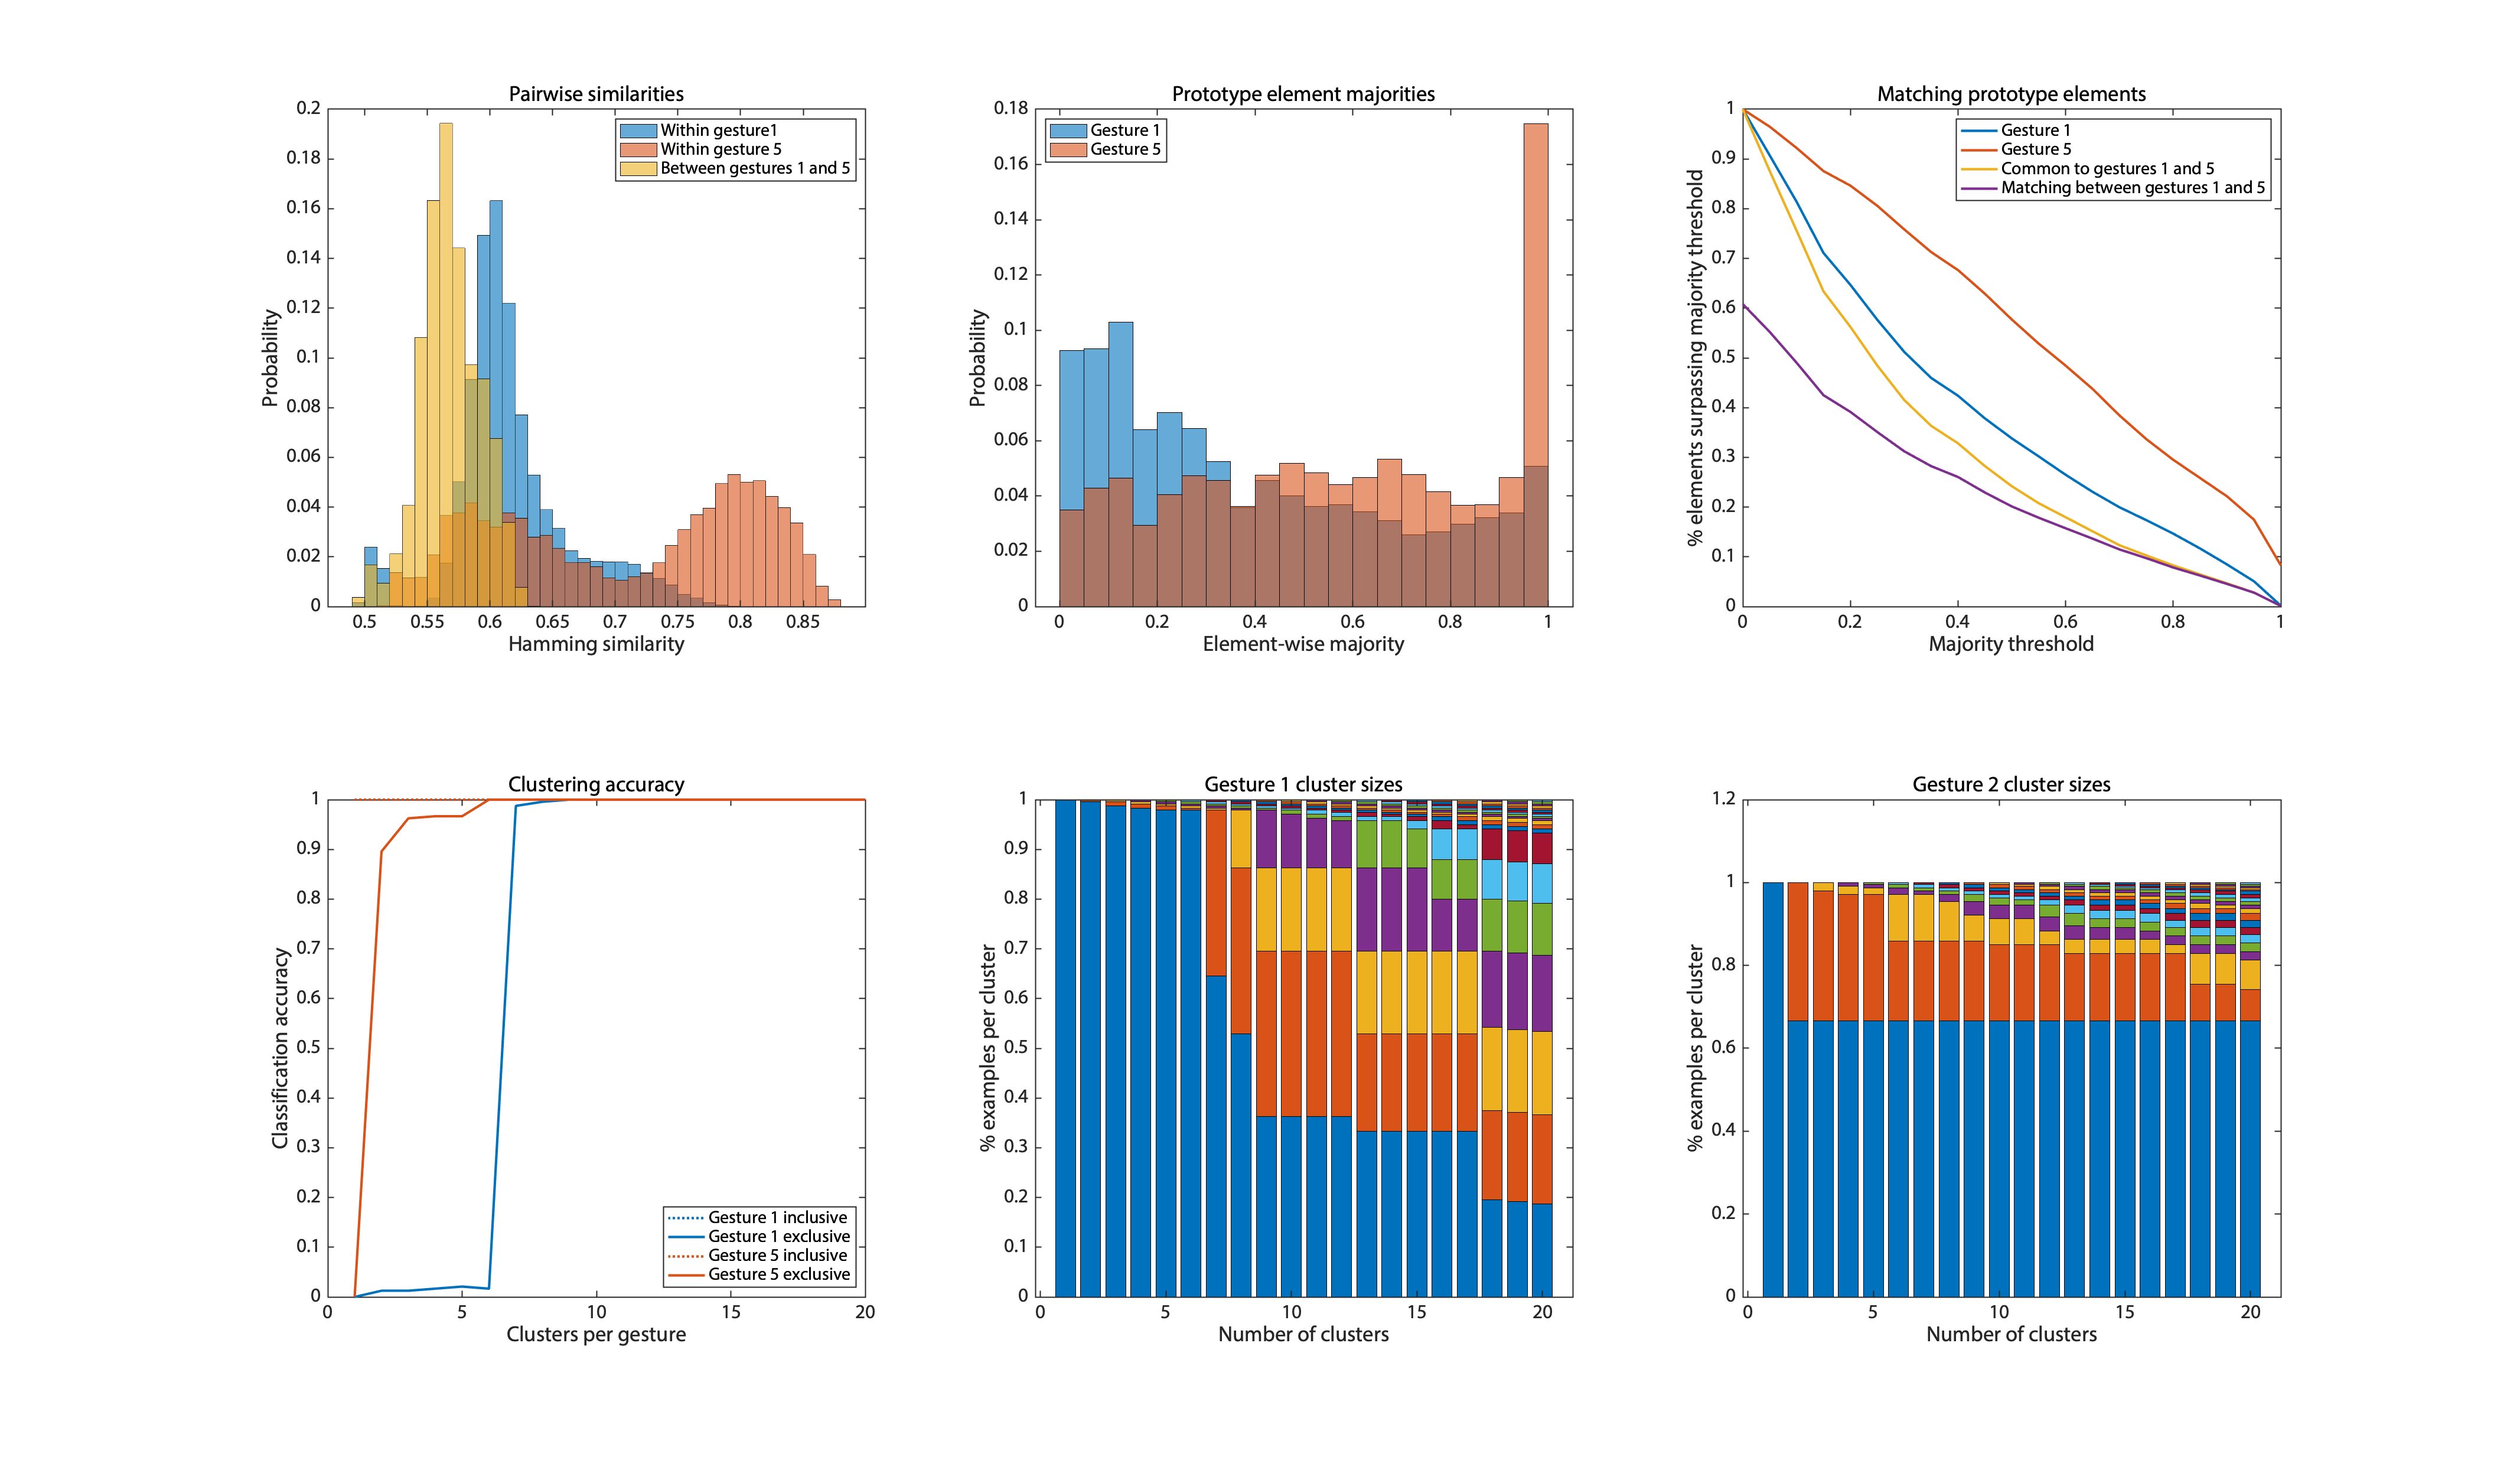 Pairwise similarities
0.2
0.18
0.16
0.14
0.12
0.1
0.08
0.06
0.04
0.02
0
Probability
Within gesture1
Within gesture 5
Between gestures 1 and 5
0.5 0.55 0.6 0.65 0.7 0.75 0.8 0.85
Hamming similarity
Prototype element majorities
0.18
0.16
0.14
0.12
0.1
0.08
0.06
0.04
0.02
0
Probability
Gesture 1
Gesture 5
0 0.2 0.4 0.6 0.8 1
Element-wise majority
Matching prototype elements
1
0.9
0.8
0.7
0.6
0.5
0.4
0.3
0.2
0.1
0
% elements surpassing majority threshold
Gesture 1
Gesture 5
Common to gestures 1 and 5
Matching between gestures 1 and 5
0 0.2 0.4 0.6 0.8 1
Majority threshold
Clustering accuracy
1
0.9
0.8
0.7
0.6
0.5
0.4
0.3
0.2
0.1
0
Classification accuracy
Gesture 1 inclusive
Gesture 1 exclusive
Gesture 5 inclusive
Gesture 5 exclusive
0 5 10 15 20
Clusters per gesture
Gesture 1 cluster sizes
1
0.9
0.8
0.7
0.6
0.5
0.4
0.3
0.2
0.1
0
% examples per cluster
0 5 10 15 20
Number of clusters
Gesture 2 cluster sizes
1.2
1
0.8
0.6
0.4
0.2
0
% examples per cluster
0 5 10 15 20
Number of clusters